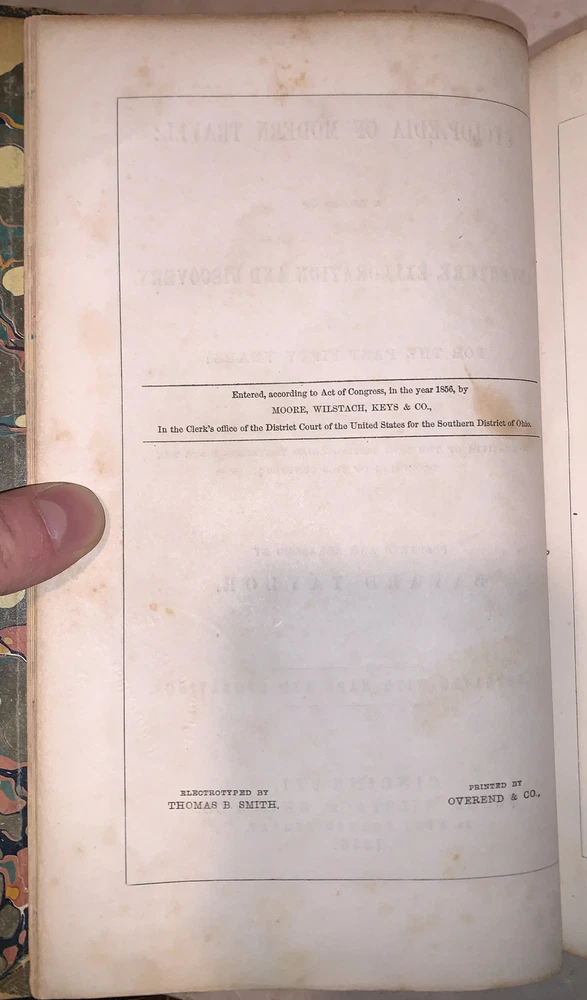 Entered, according to Act of Congress, in the year 1856, by
MOORE, WILSTACH, KEYS & CO.,
In the Clerk's office of the District Court of the United States for the Southern District of Ohio.
ELECTROTYPED BY
THOMAS B. SMITH,
PRINTED BY
OVEREND & CO.,